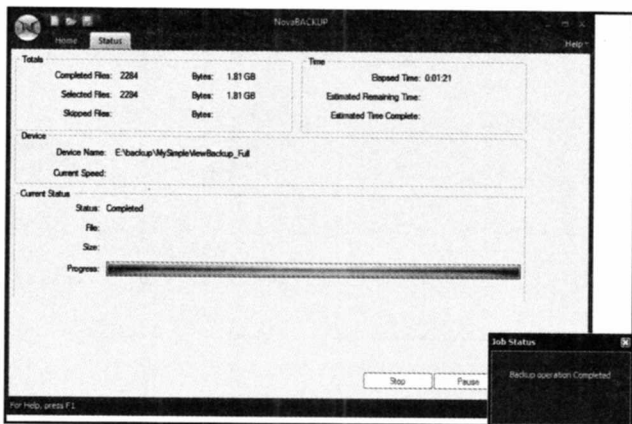 NovaBACKUP
Home Status Help
Totals
Completed Files: 2284 Bytes: 1.81 GB
Selected Files: 2284 Bytes: 1.81 GB
Skipped Files: Bytes:
Time
Elapsed Time: 0:01:21
Estimated Remaining Time:
Estimated Time Complete:
Device
Device Name: E:\backup\MySimpleViewBackup_Full
Current Speed:
Current Status
Status: Completed
File:
Size:
Progress:
Stop Pause
Job Status
Backup operation Completed
For Help, press F1